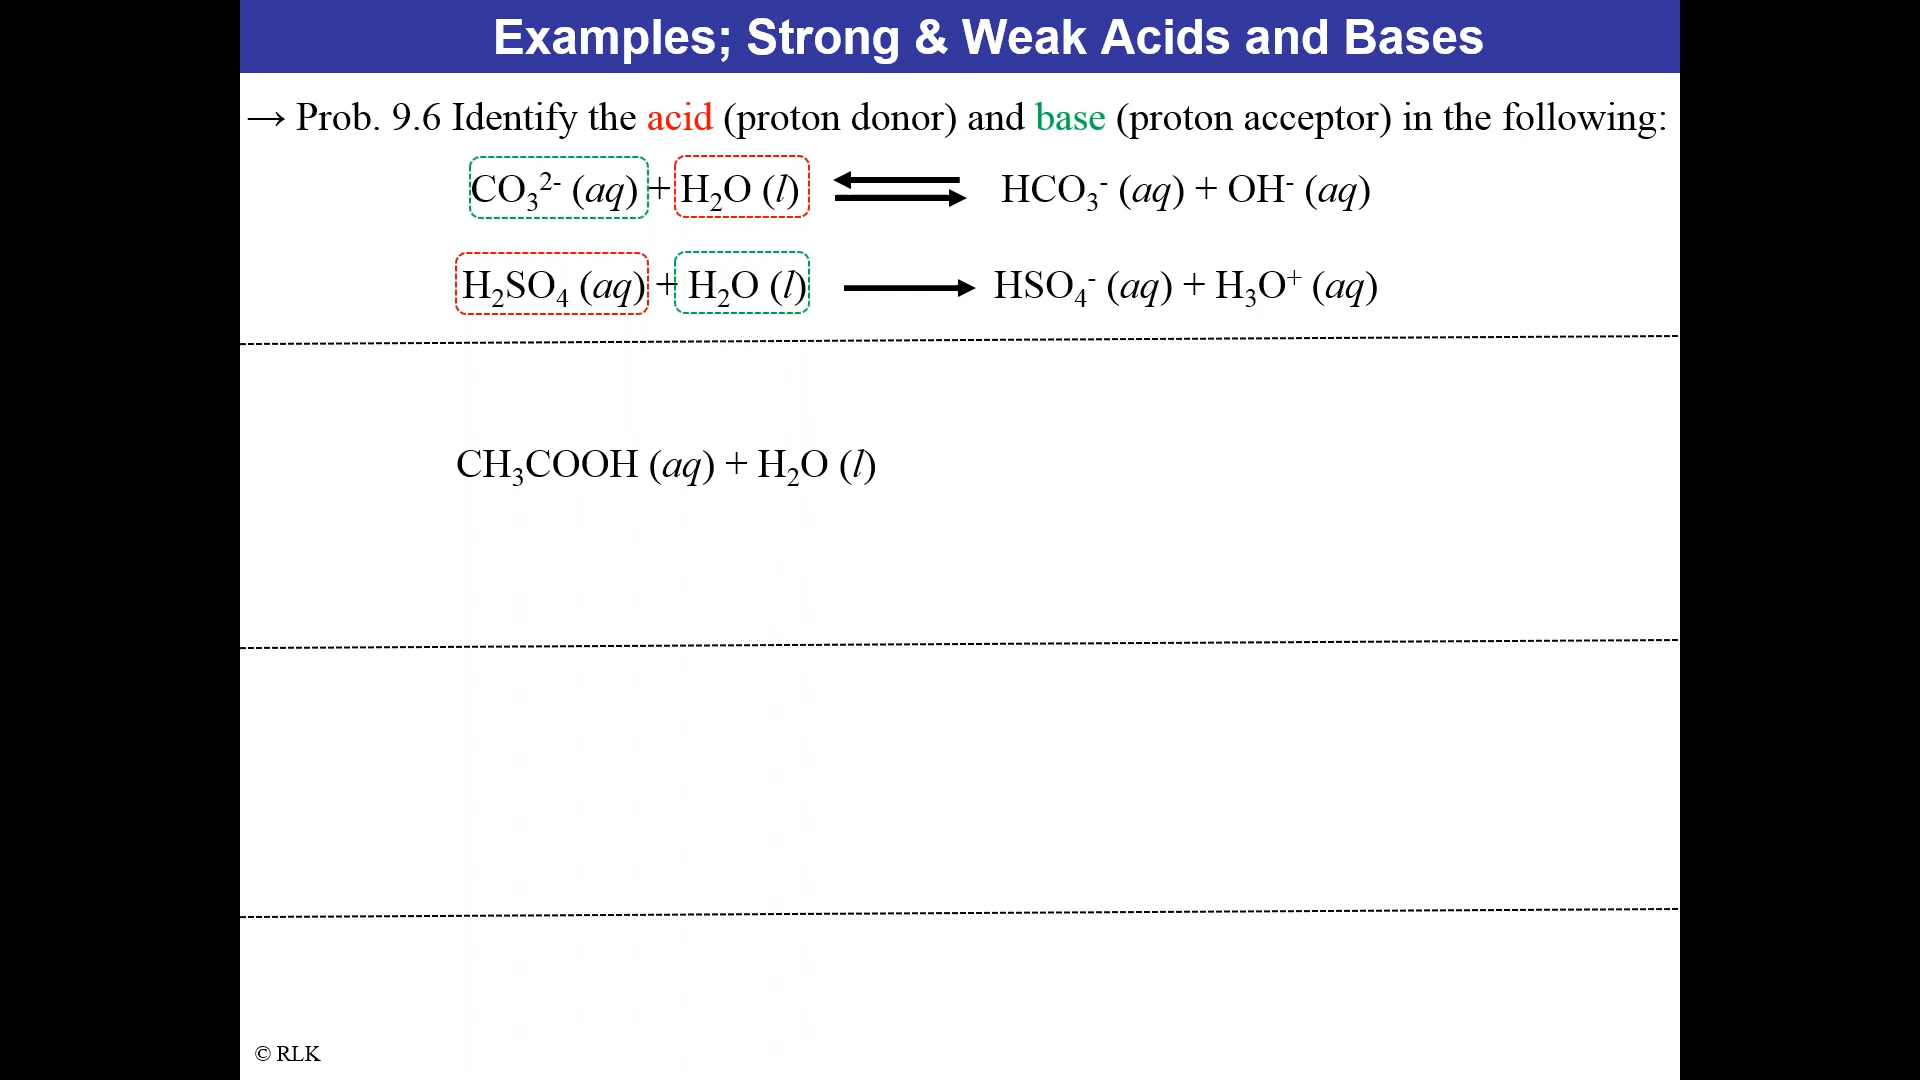 Examples; Strong & Weak Acids and Bases
→ Prob. 9.6 Identify the acid (proton donor) and base (proton acceptor) in the following:
CO₃²⁻ (aq) + H₂O (l) ⇄ HCO₃⁻ (aq) + OH⁻ (aq)
H₂SO₄ (aq) + H₂O (l) → HSO₄⁻ (aq) + H₃O⁺ (aq)
CH₃COOH (aq) + H₂O (l)
© RLK